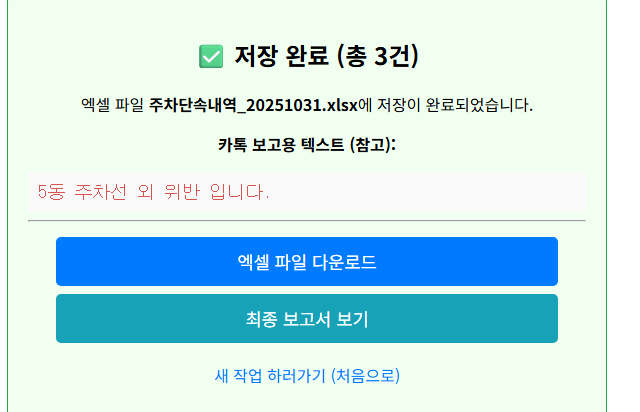 ✅ 저장 완료 (총 3건)
엑셀 파일 주차단속내역_20251031.xlsx에 저장이 완료되었습니다.
카톡 보고용 텍스트 (참고):
5동 주차선 외 위반 입니다.
엑셀 파일 다운로드
최종 보고서 보기
새 작업 하러가기 (처음으로)